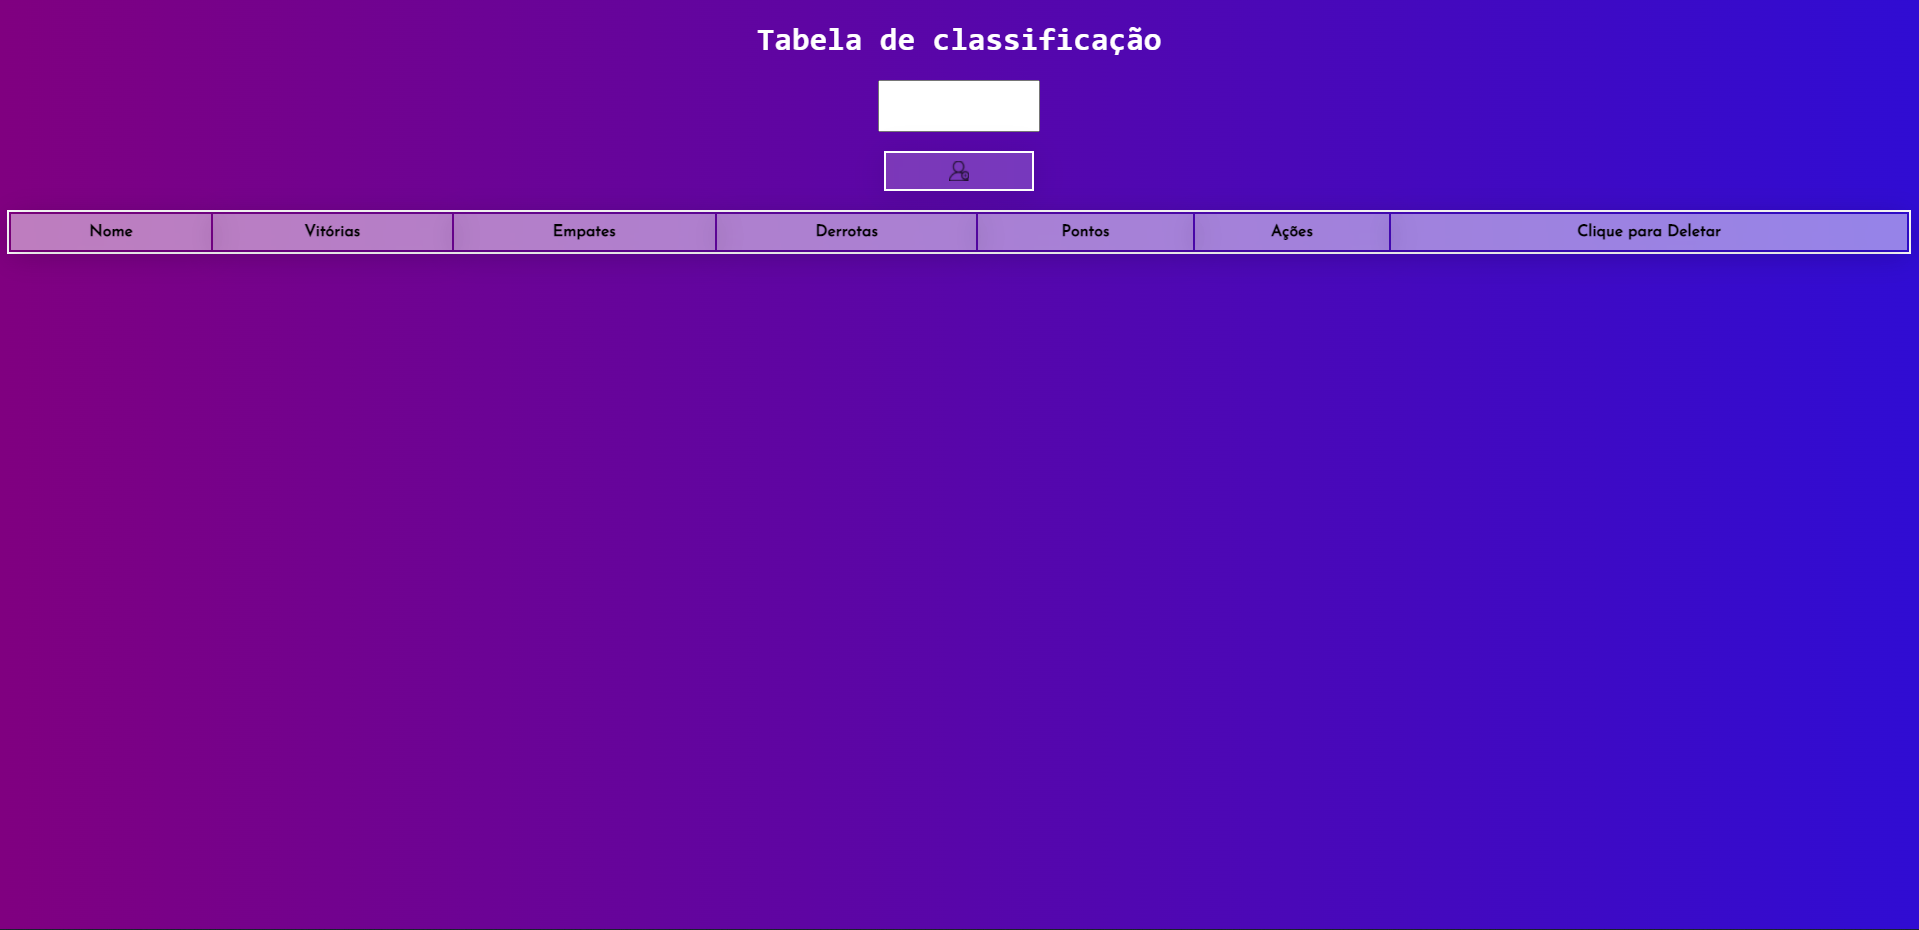 Tabela de classificação
Nome Vitórias Empates Derrotas Pontos Ações Clique para Deletar